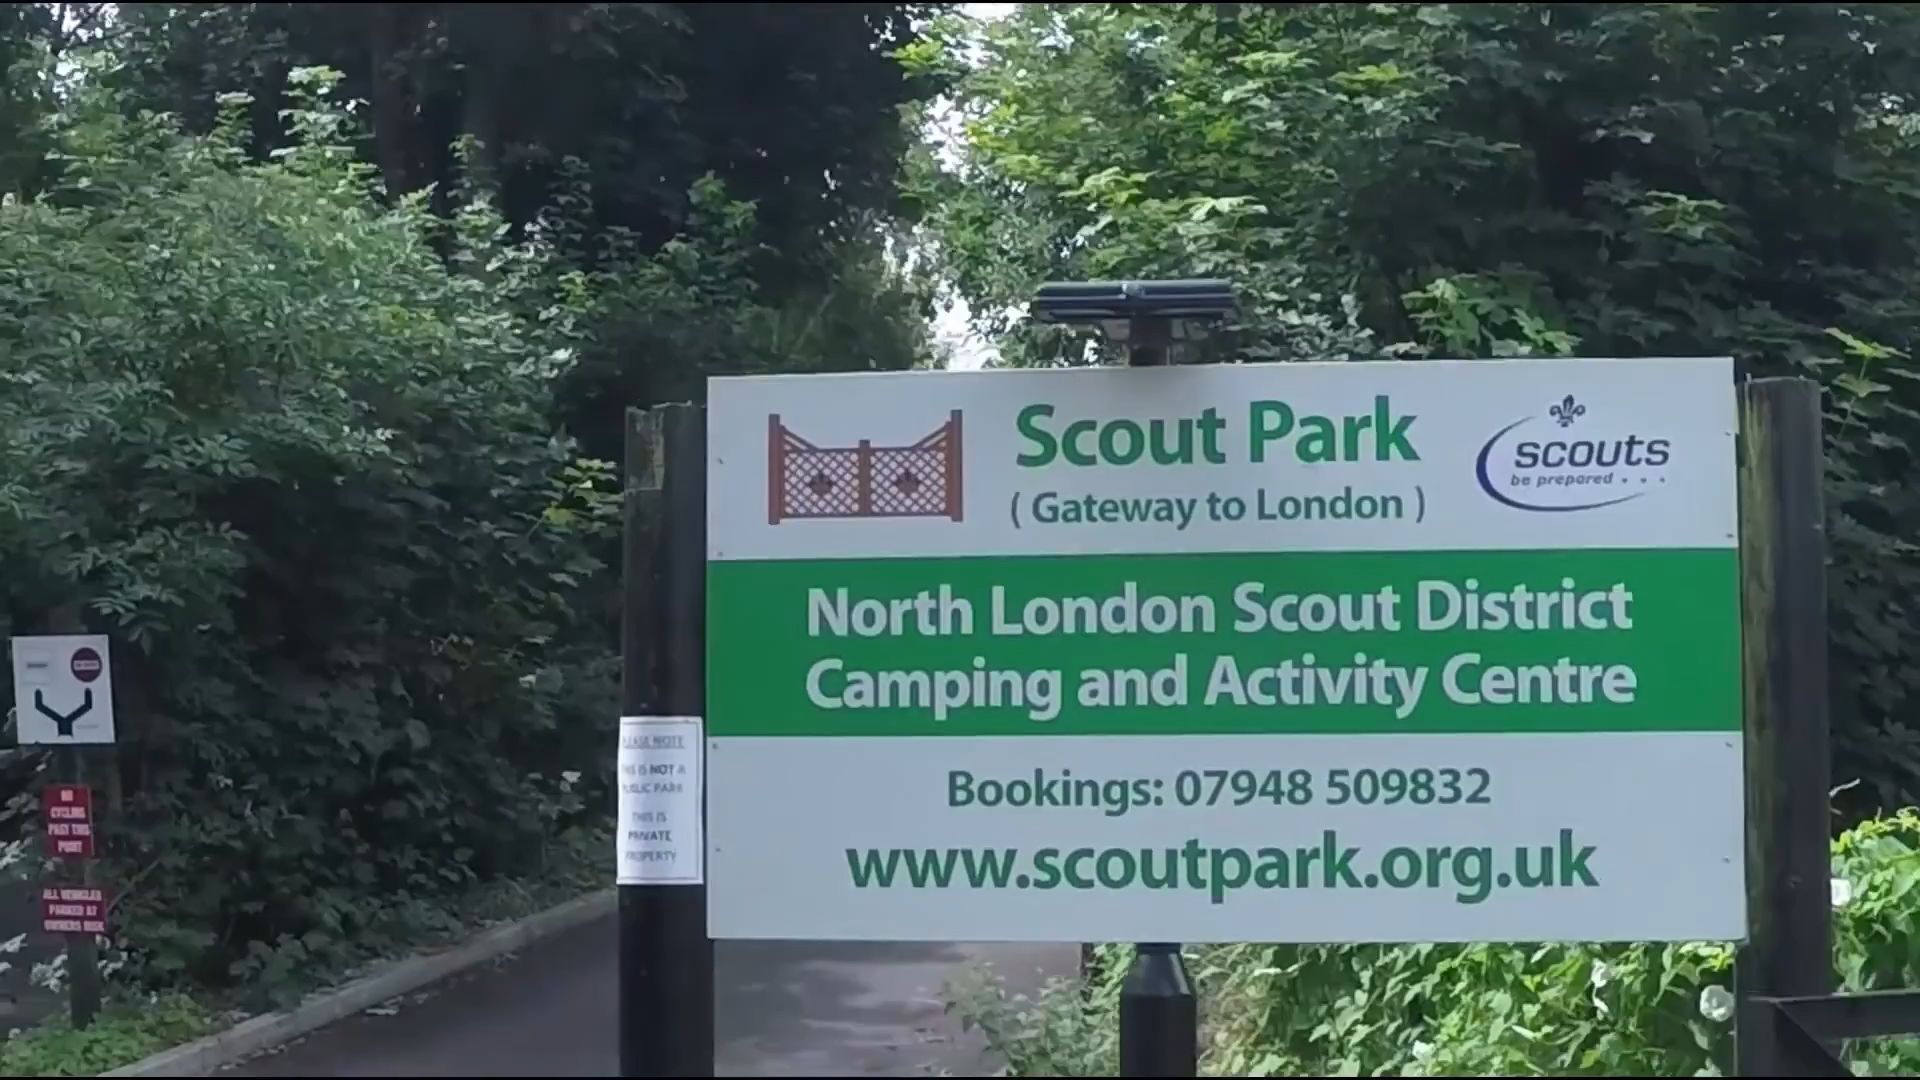 Scout Park
( Gateway to London )
scouts
be prepared . . .
North London Scout District
Camping and Activity Centre
Bookings: 07948 509832
www.scoutpark.org.uk
PLEASE NOTE
THIS IS NOT A
PUBLIC PARK
THIS IS
PRIVATE
PROPERTY
NO
CYCLING
PAST THIS
POINT
ALL VEHICLES
PARKED AT
OWNERS RISK